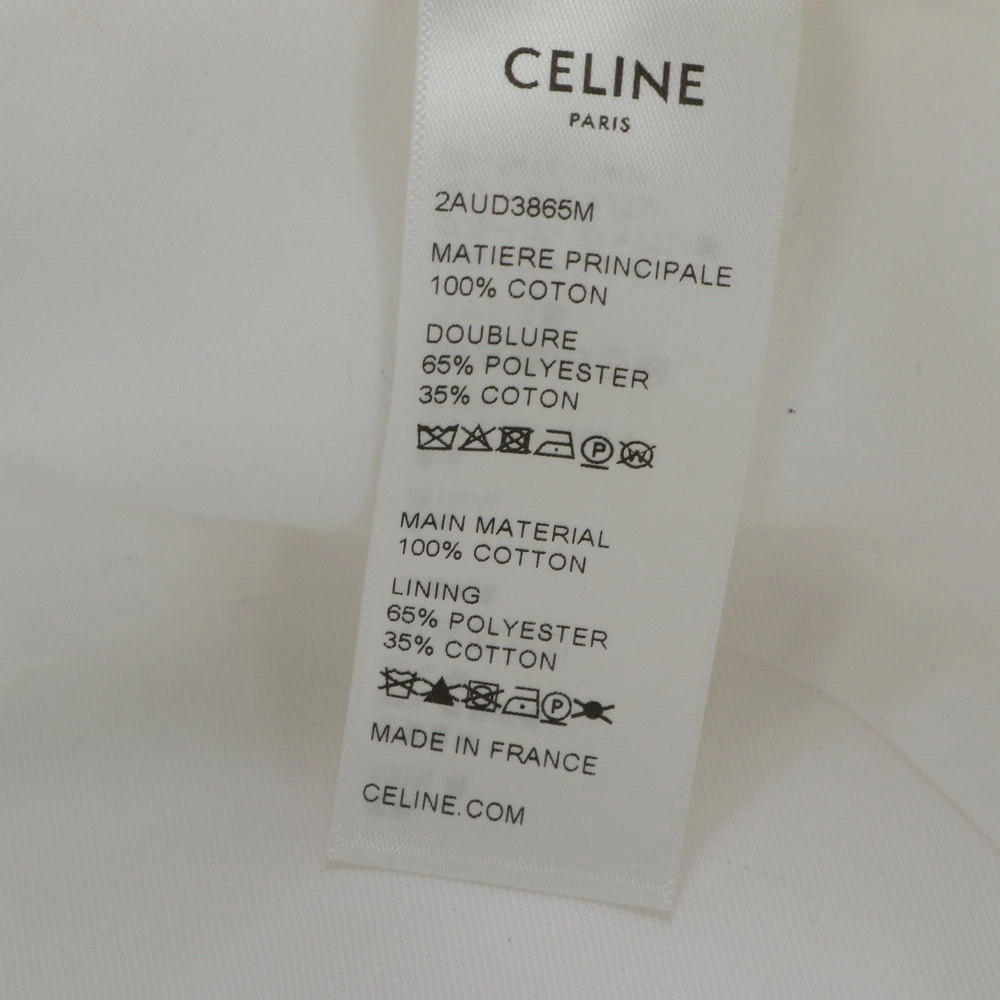 CELINE
PARIS
2AUD3865M
MATIERE PRINCIPALE
100% COTON
DOUBLURE
65% POLYESTER
35% COTON
P W
MAIN MATERIAL
100% COTTON
LINING
65% POLYESTER
35% COTTON
P
MADE IN FRANCE
CELINE.COM